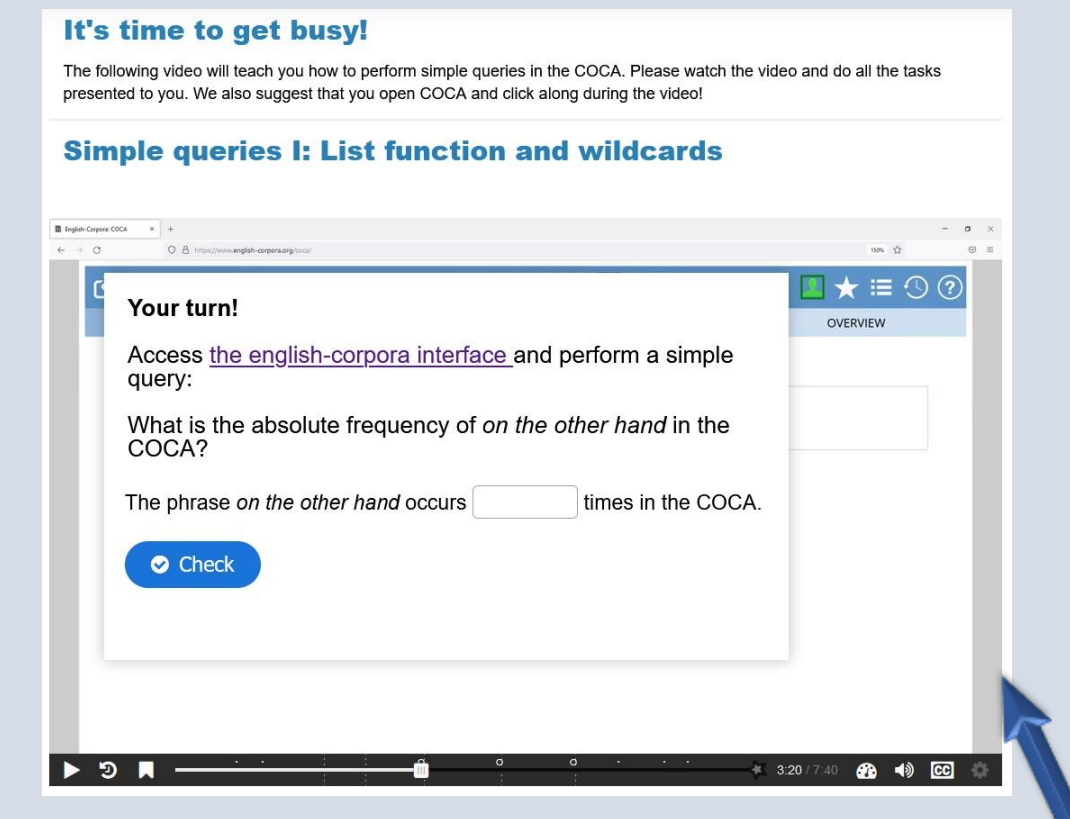 It's time to get busy!
The following video will teach you how to perform simple queries in the COCA. Please watch the video and do all the tasks
presented to you. We also suggest that you open COCA and click along during the video!
Simple queries I: List function and wildcards
English-Corpora: COCA
https://www.english-corpora.org/coca/
150%
Your turn!
OVERVIEW
Access the english-corpora interface and perform a simple
query:
What is the absolute frequency of on the other hand in the
COCA?
The phrase on the other hand occurs times in the COCA.
Check
3:20 / 7:40
CC